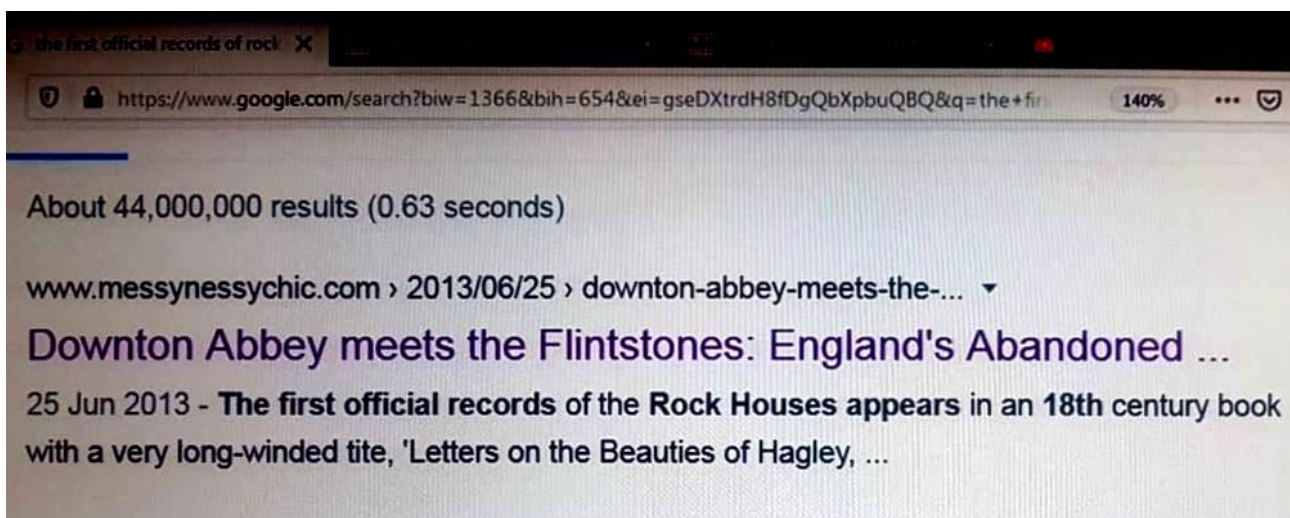 the first official records of rock
https://www.google.com/search?biw=1366&bih=654&ei=gseDXtrdH8fDgQbXpbuQBQ&q=the+fir 140%
About 44,000,000 results (0.63 seconds)
www.messynessychic.com › 2013/06/25 › downton-abbey-meets-the-...
Downton Abbey meets the Flintstones: England's Abandoned ...
25 Jun 2013 - The first official records of the Rock Houses appears in an 18th century book
with a very long-winded tite, 'Letters on the Beauties of Hagley, ...